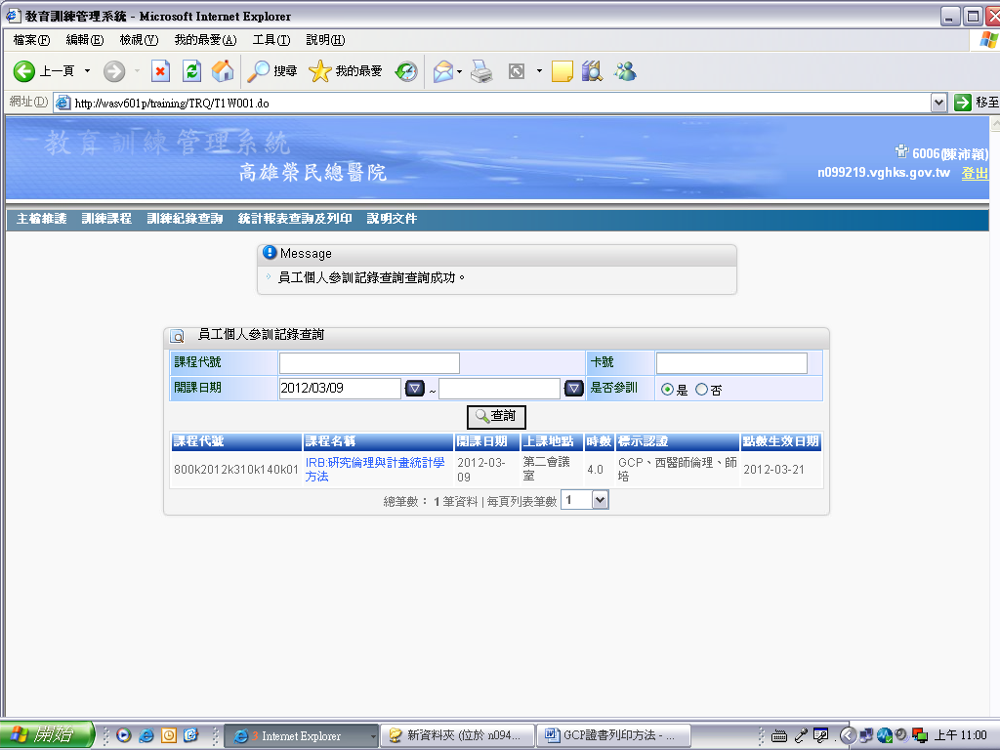 教育訓練管理系統 - Microsoft Internet Explorer
檔案(F) 編輯(E) 檢視(V) 我的最愛(A) 工具(T) 說明(H)
上一頁 搜尋 我的最愛
網址(D) http://wasv601p/training/TRQ/T1W001.do 移至
教育訓練管理系統
高雄榮民總醫院
6006(陳沛穎)
n099219.vghks.gov.tw 登出
主檔維護 訓練課程 訓練紀錄查詢 統計報表查詢及列印 說明文件
Message
員工個人參訓記錄查詢查詢成功。
員工個人參訓記錄查詢
課程代號 卡號
開課日期 2012/03/09 ~ 是否參訓 是 否
查詢
課程代號 課程名稱 開課日期 上課地點 時數 標示認證 點數生效日期
800k2012k310k140k01 IRB:研究倫理與計畫統計學方法 2012-03-09 第二會議室 4.0 GCP、西醫師倫理、師培 2012-03-21
總筆數： 1 筆資料 | 每頁列表筆數 1
開始 3 Internet Explorer 新資料夾 (位於 n094... GCP證書列印方法 - ... 上午 11:00